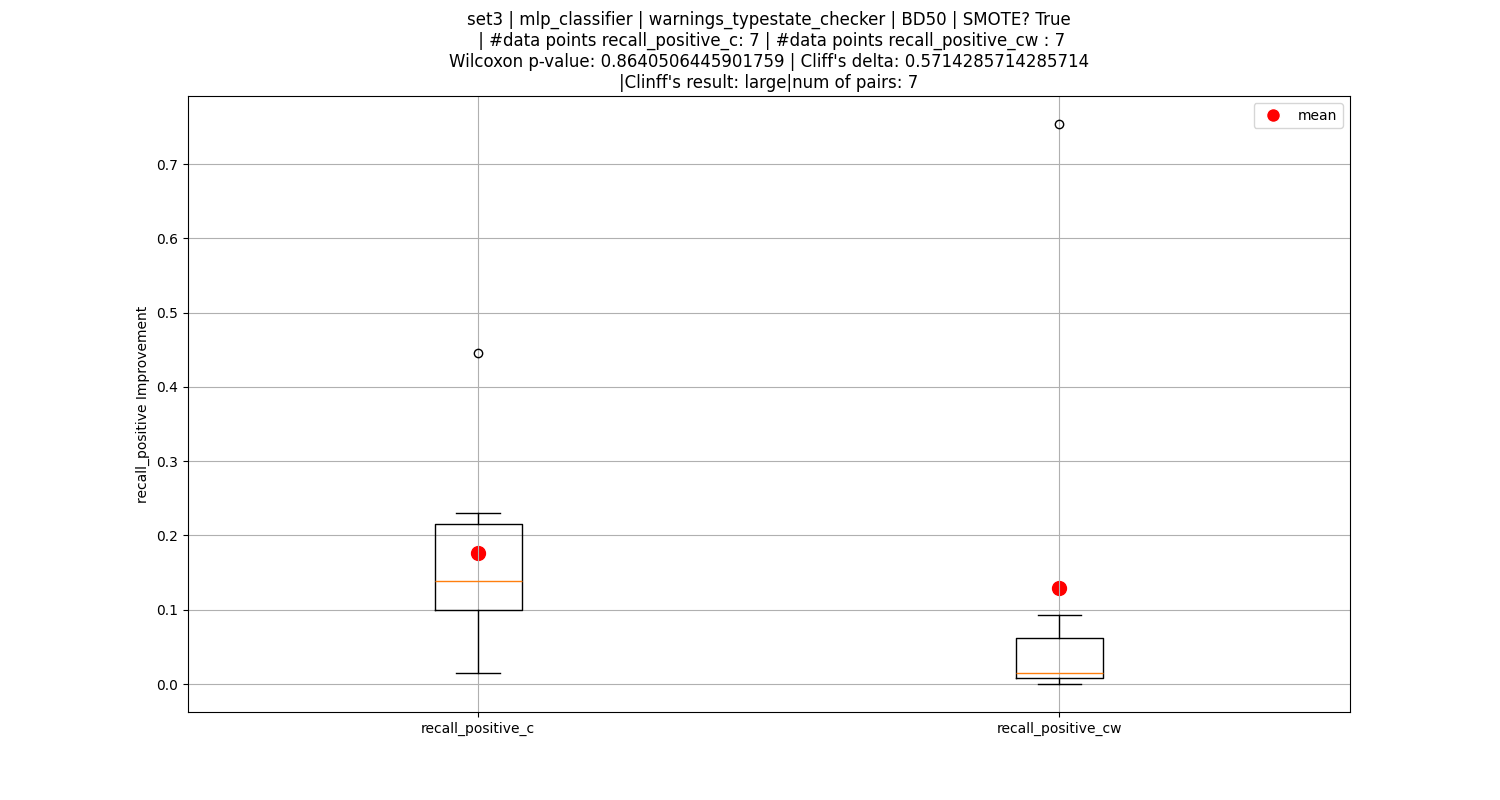 set3 | mlp_classifier | warnings_typestate_checker | BD50 | SMOTE? True
| #data points recall_positive_c: 7 | #data points recall_positive_cw : 7
Wilcoxon p-value: 0.8640506445901759 | Cliff's delta: 0.5714285714285714
|Clinff's result: large|num of pairs: 7
mean
0.7
0.6
0.5
0.4
0.3
0.2
0.1
0.0
recall_positive Improvement
recall_positive_c
recall_positive_cw